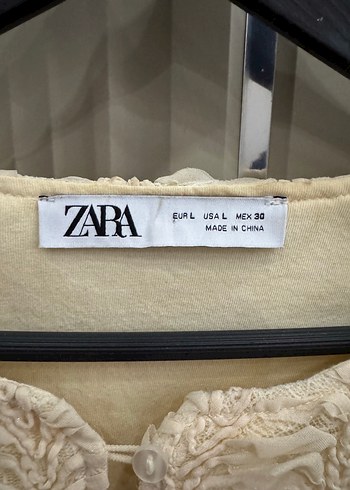 ZARA
EUR L USA L MEX 30
MADE IN CHINA